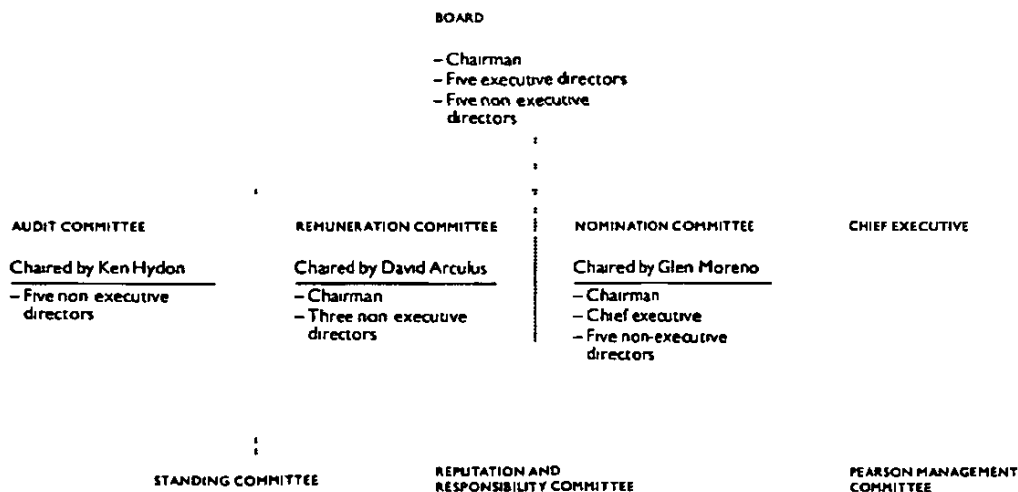 BOARD
– Chairman
– Five executive directors
– Five non executive
directors
AUDIT COMMITTEE
Chaired by Ken Hydon
– Five non executive
directors
REMUNERATION COMMITTEE
Chaired by David Arculus
– Chairman
– Three non executive
directors
NOMINATION COMMITTEE
Chaired by Glen Moreno
– Chairman
– Chief executive
– Five non-executive
directors
CHIEF EXECUTIVE
STANDING COMMITTEE
REPUTATION AND
RESPONSIBILITY COMMITTEE
PEARSON MANAGEMENT
COMMITTEE